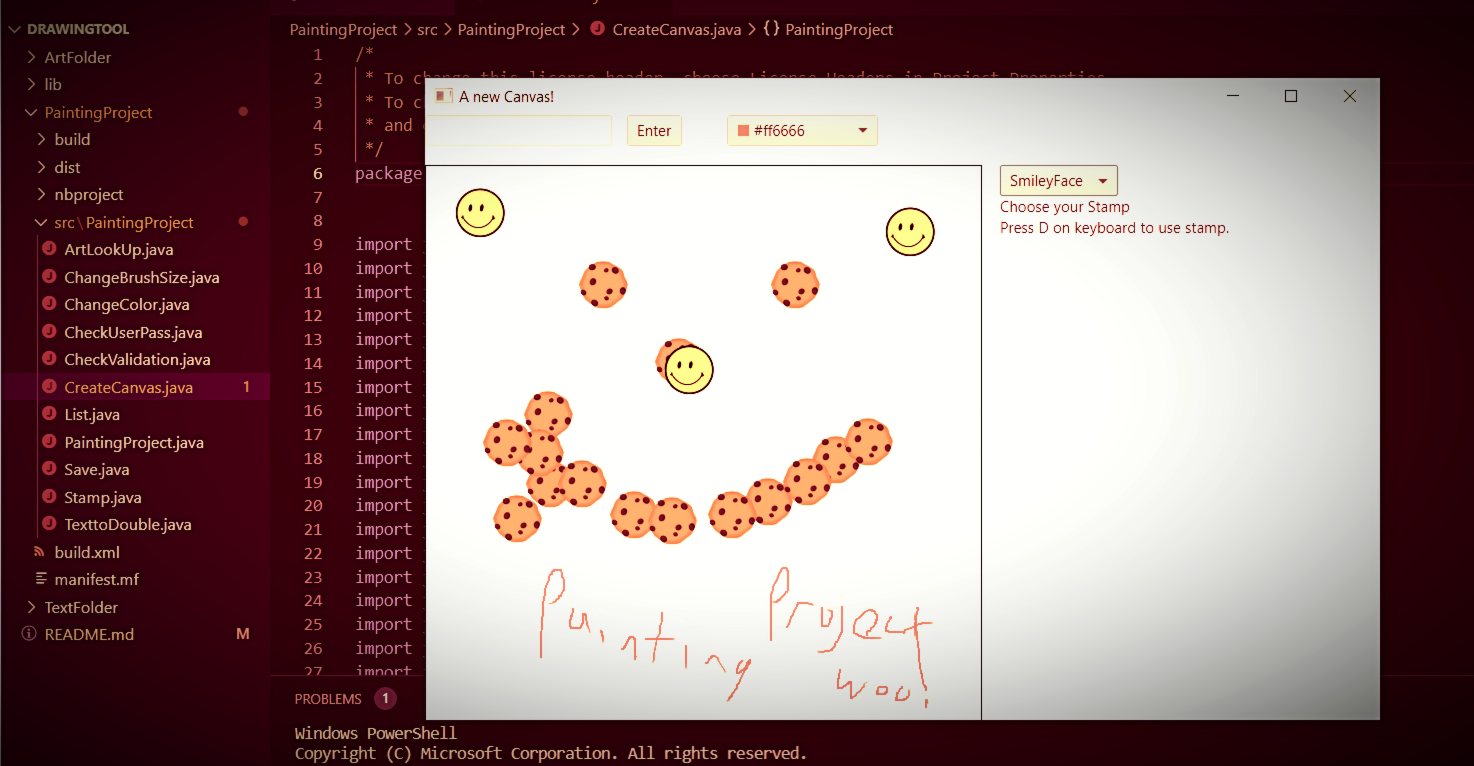 DRAWINGTOOL
ArtFolder
lib
PaintingProject
build
dist
nbproject
src\PaintingProject
ArtLookUp.java
ChangeBrushSize.java
ChangeColor.java
CheckUserPass.java
CheckValidation.java
CreateCanvas.java 1
List.java
PaintingProject.java
Save.java
Stamp.java
TexttoDouble.java
build.xml
manifest.mf
TextFolder
README.md M
PaintingProject > src > PaintingProject > CreateCanvas.java > {} PaintingProject
1 /*
2 * To change this license header, choose License Headers in Project Properties
3 * To c
4 * and
5 */
6 package
7
8
9 import
10 import
11 import
12 import
13 import
14 import
15 import
16 import
17 import
18 import
19 import
20 import
21 import
22 import
23 import
24 import
25 import
26 import
27 import
A new Canvas!
Enter
#ff6666
SmileyFace
Choose your Stamp
Press D on keyboard to use stamp.
Painting Project
woo!
PROBLEMS 1
Windows PowerShell
Copyright (C) Microsoft Corporation. All rights reserved.